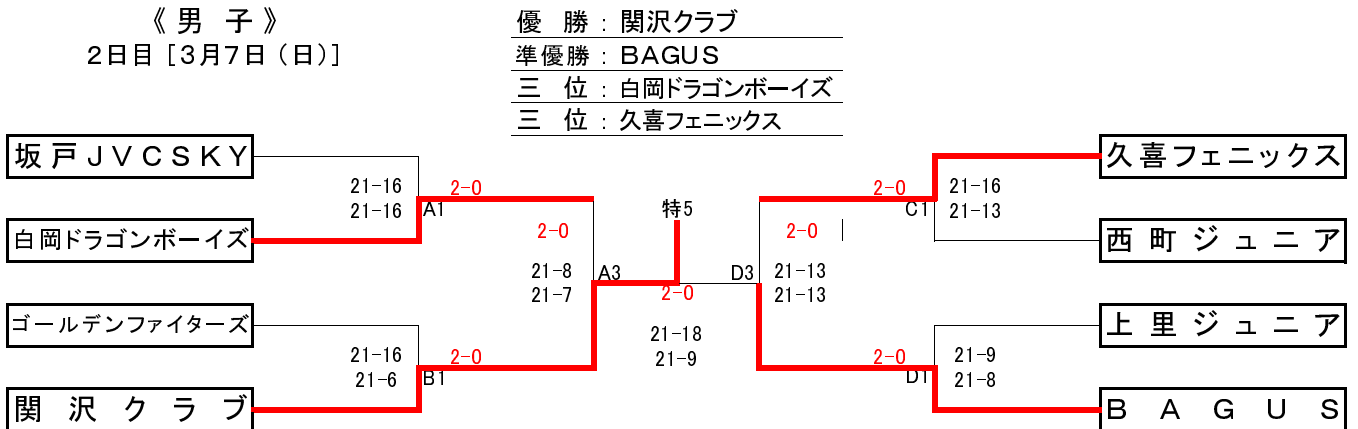 《 男 子 》
2日目 [3月7日(日)]
優 勝 : 関沢クラブ
準優勝 : BAGUS
三 位 : 白岡ドラゴンボーイズ
三 位 : 久喜フェニックス
坂戸JVCSKY
久喜フェニックス
21-16
21-16
2-0
A1
特5
2-0
C1
21-16
21-13
白岡ドラゴンボーイズ
西町ジュニア
2-0
2-0
21-8
21-7
A3
D3
21-13
21-13
2-0
ゴールデンファイターズ
上里ジュニア
21-18
21-9
21-16
21-6
2-0
B1
2-0
D1
21-9
21-8
関沢クラブ
BAGUS